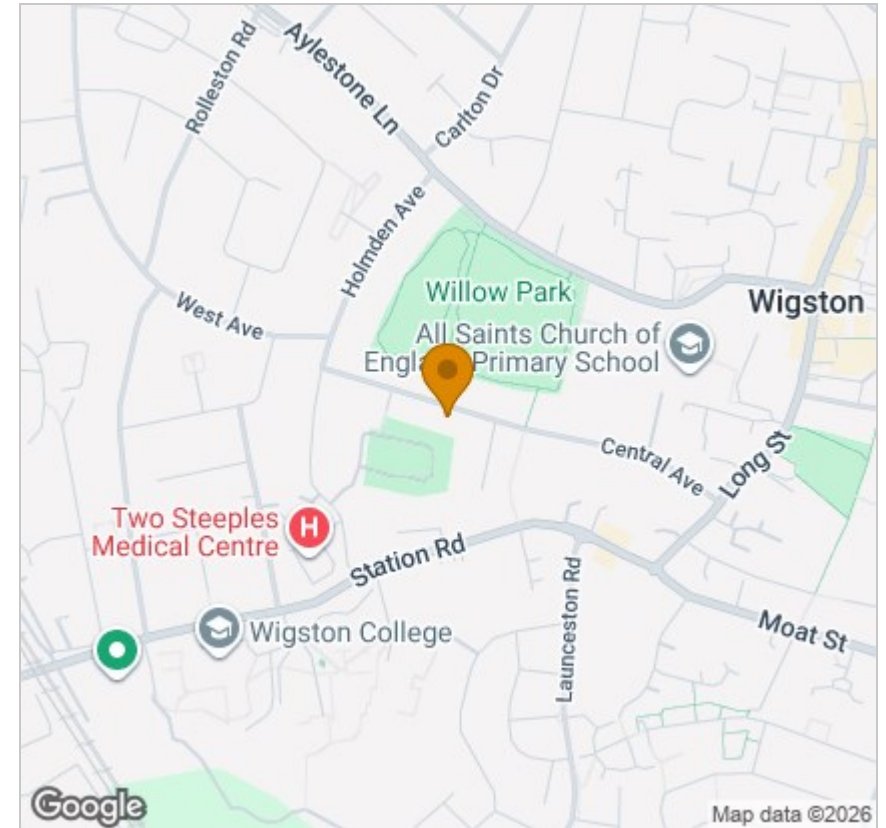 Rolleston Rd
Aylestone Ln
Carlton Dr
Holmden Ave
West Ave
Willow Park
Wigston
All Saints Church of
England Primary School
Central Ave
Long St
Two Steeples
Medical Centre
H
Station Rd
Wigston College
Launceston Rd
Moat St
Google
Map data ©2026